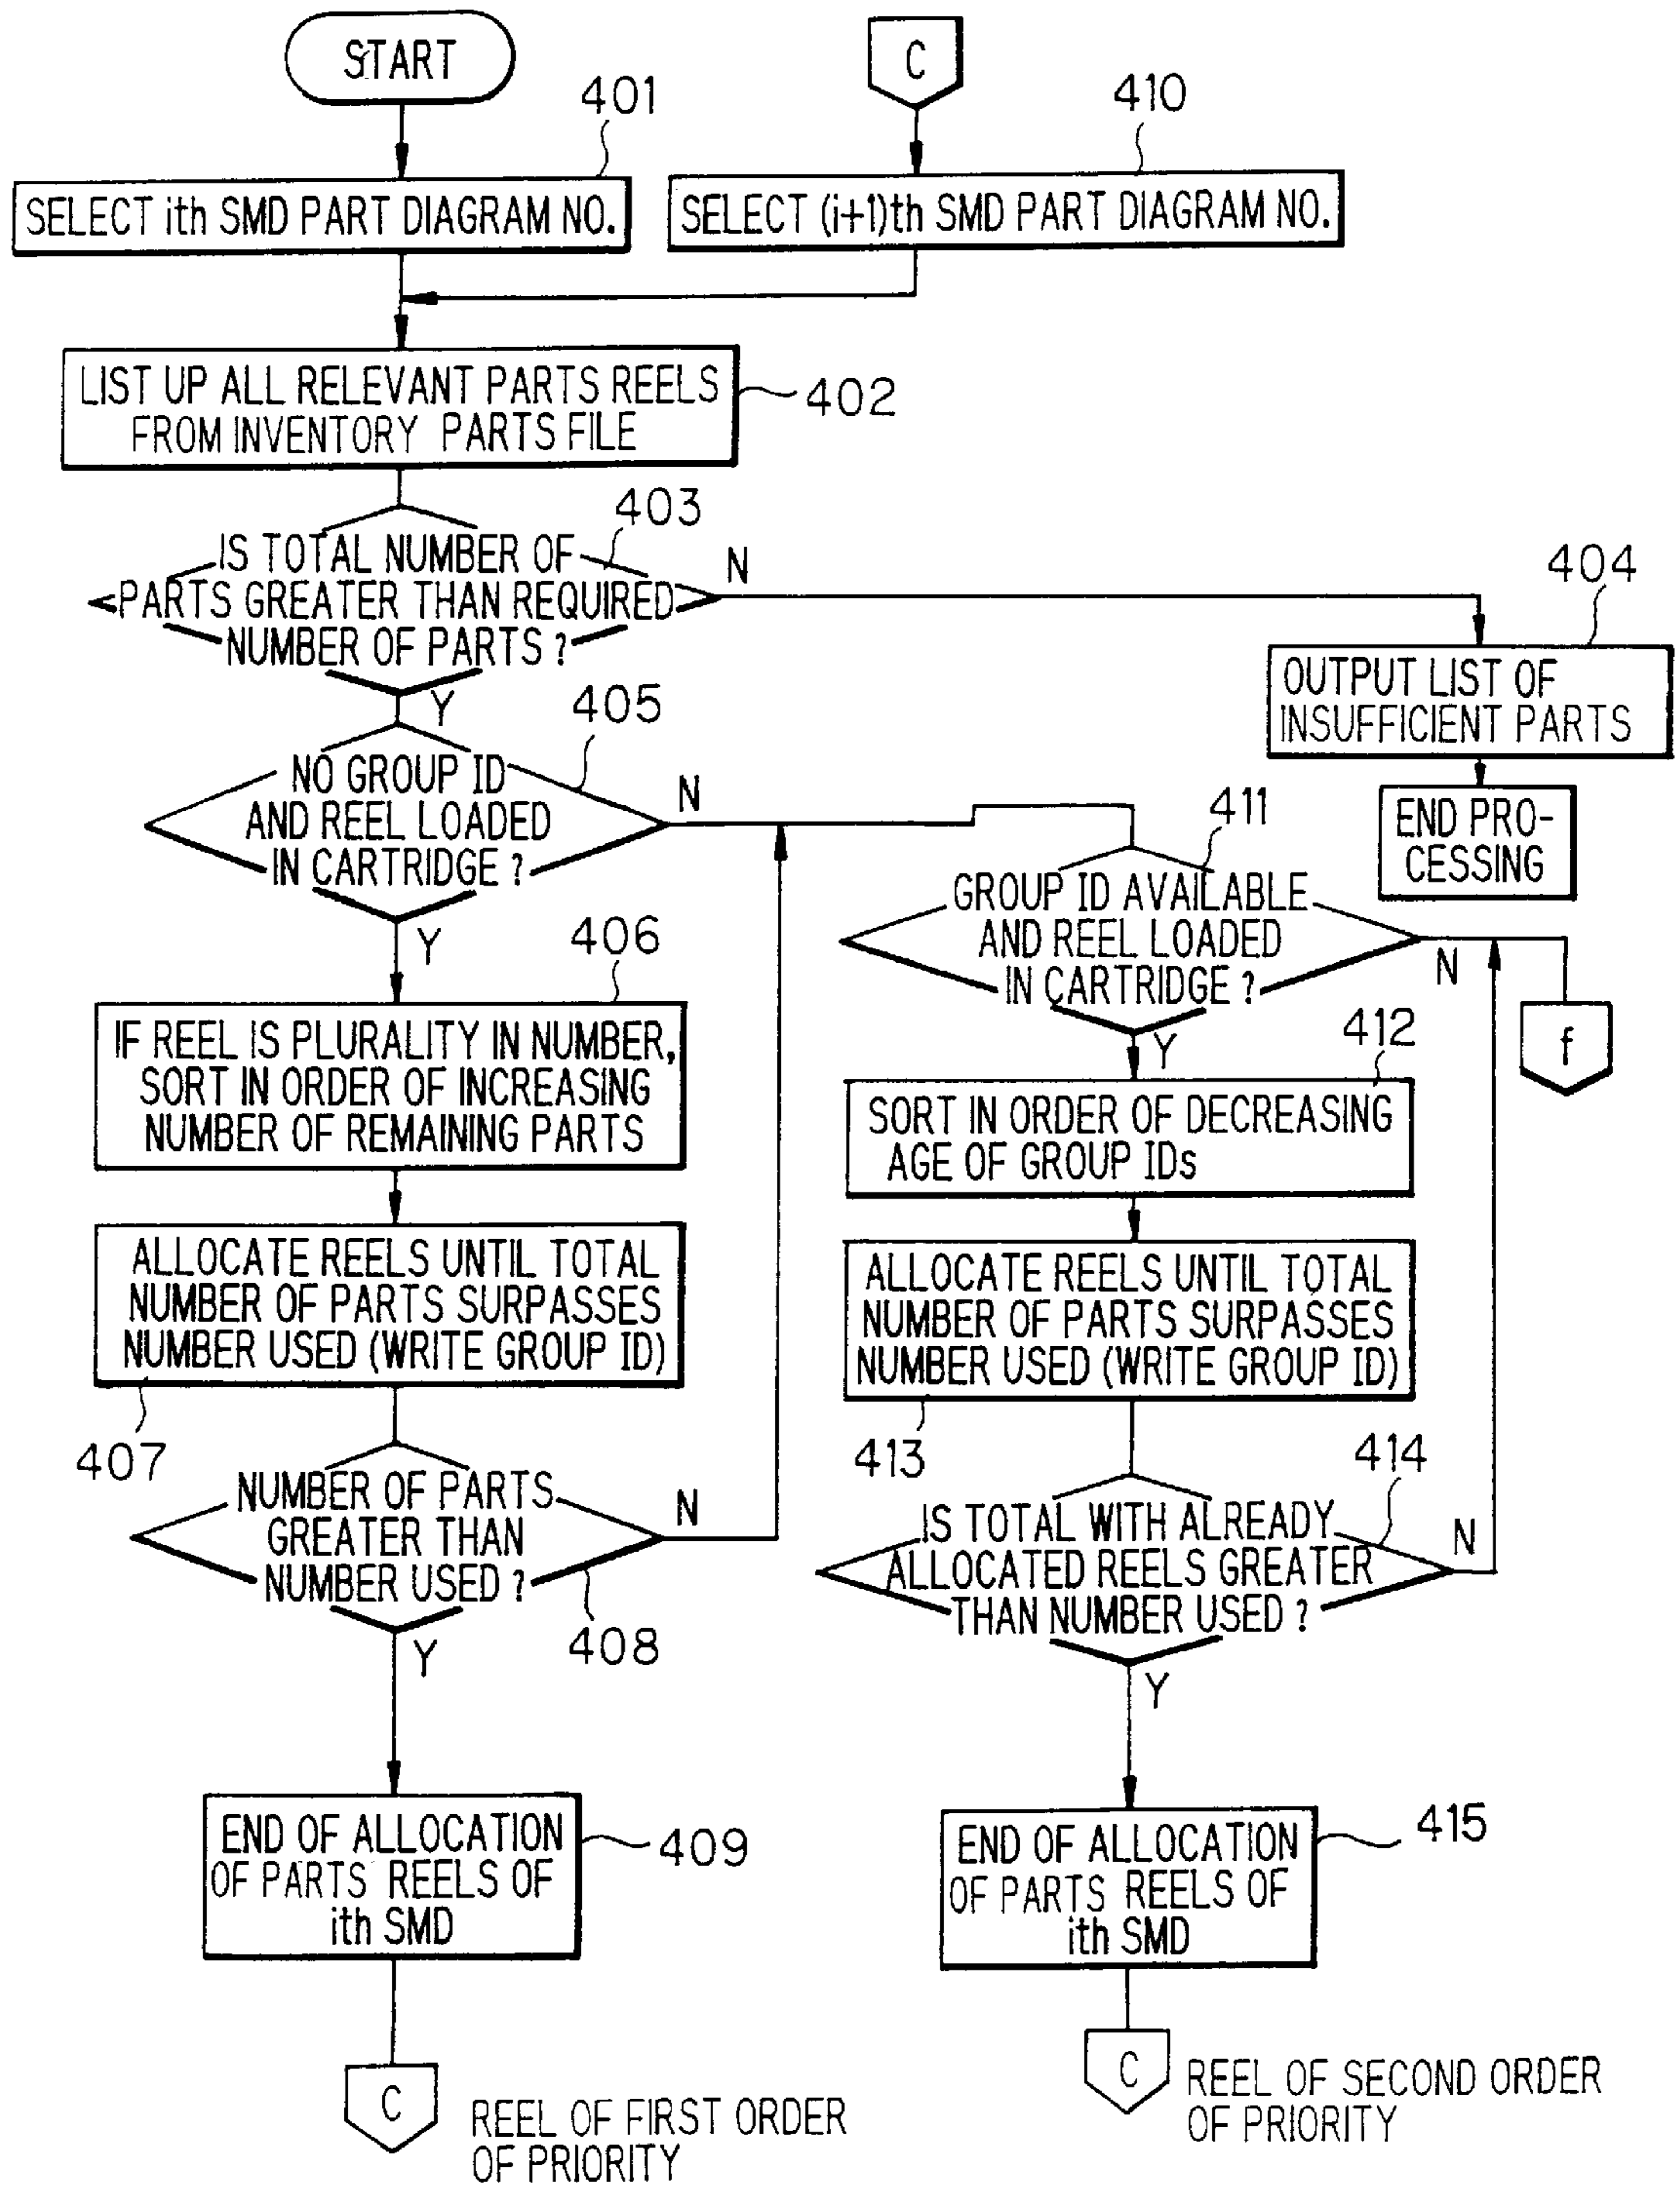 START
C
401
410
SELECT ith SMD PART DIAGRAM NO.
SELECT (i+1)th SMD PART DIAGRAM NO.
LIST UP ALL RELEVANT PARTS REELS
FROM INVENTORY PARTS FILE
402
403
IS TOTAL NUMBER OF
PARTS GREATER THAN REQUIRED
NUMBER OF PARTS ?
N
Y
404
OUTPUT LIST OF
INSUFFICIENT PARTS
END PRO-
CESSING
405
NO GROUP ID
AND REEL LOADED
IN CARTRIDGE ?
N
Y
411
GROUP ID AVAILABLE
AND REEL LOADED
IN CARTRIDGE ?
N
Y
f
406
IF REEL IS PLURALITY IN NUMBER,
SORT IN ORDER OF INCREASING
NUMBER OF REMAINING PARTS
412
SORT IN ORDER OF DECREASING
AGE OF GROUP IDs
ALLOCATE REELS UNTIL TOTAL
NUMBER OF PARTS SURPASSES
NUMBER USED (WRITE GROUP ID)
407
ALLOCATE REELS UNTIL TOTAL
NUMBER OF PARTS SURPASSES
NUMBER USED (WRITE GROUP ID)
413
NUMBER OF PARTS
GREATER THAN
NUMBER USED ?
N
408
Y
414
IS TOTAL WITH ALREADY
ALLOCATED REELS GREATER
THAN NUMBER USED ?
N
Y
END OF ALLOCATION
OF PARTS REELS OF
ith SMD
409
END OF ALLOCATION
OF PARTS REELS OF
ith SMD
415
C
REEL OF FIRST ORDER
OF PRIORITY
C
REEL OF SECOND ORDER
OF PRIORITY